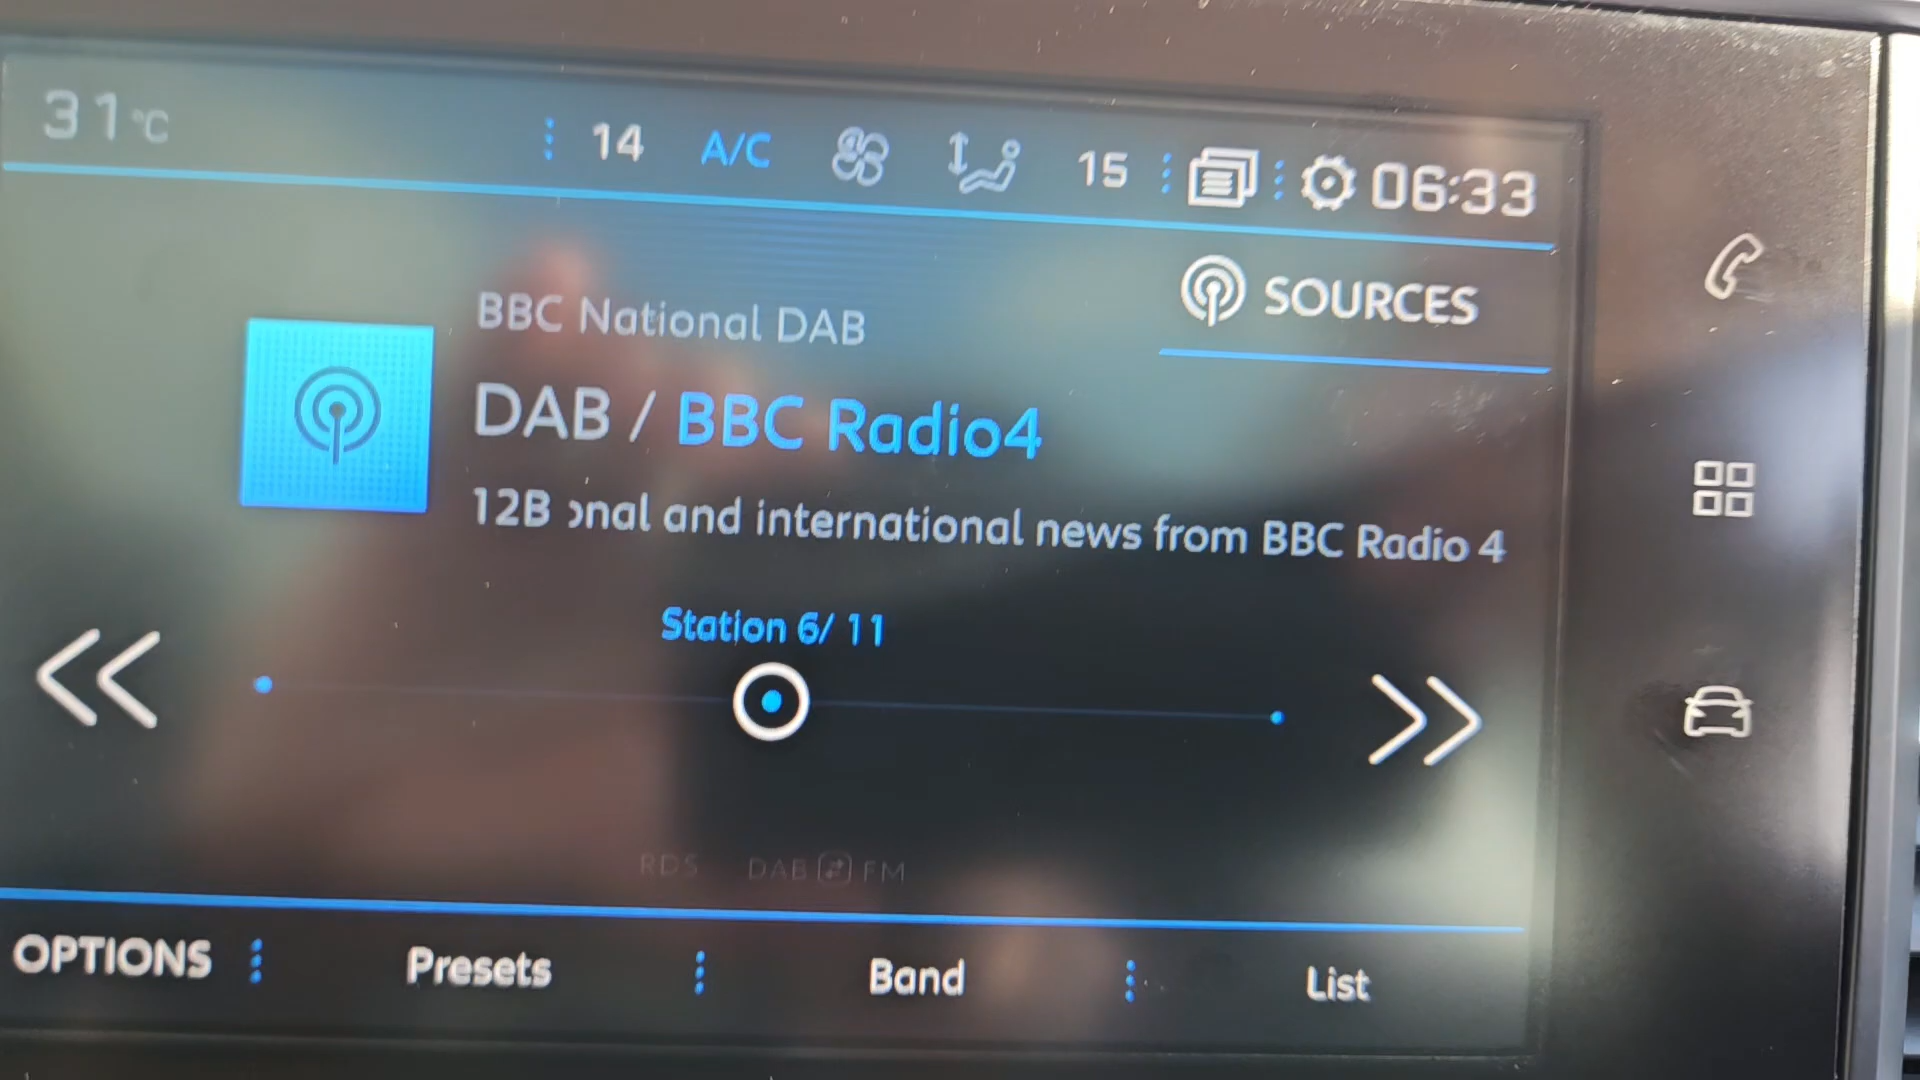 31°C
14 A/C 15 06:33
SOURCES
BBC National DAB
DAB / BBC Radio4
12B onal and international news from BBC Radio 4
Station 6/ 11
RDS DAB FM
OPTIONS Presets Band List